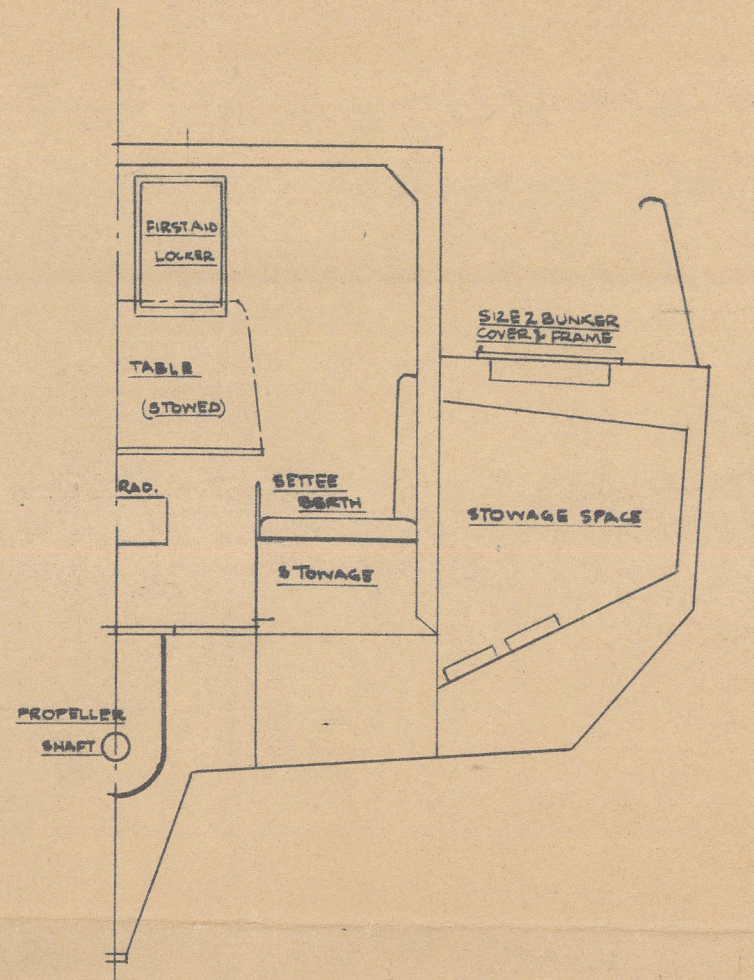 FIRST AID
LOCKER
SIZE 2 BUNKER
COVER & FRAME
TABLE
(STOWED)
RAD.
SETTEE
BERTH
STOWAGE SPACE
STOWAGE
PROPELLER
SHAFT